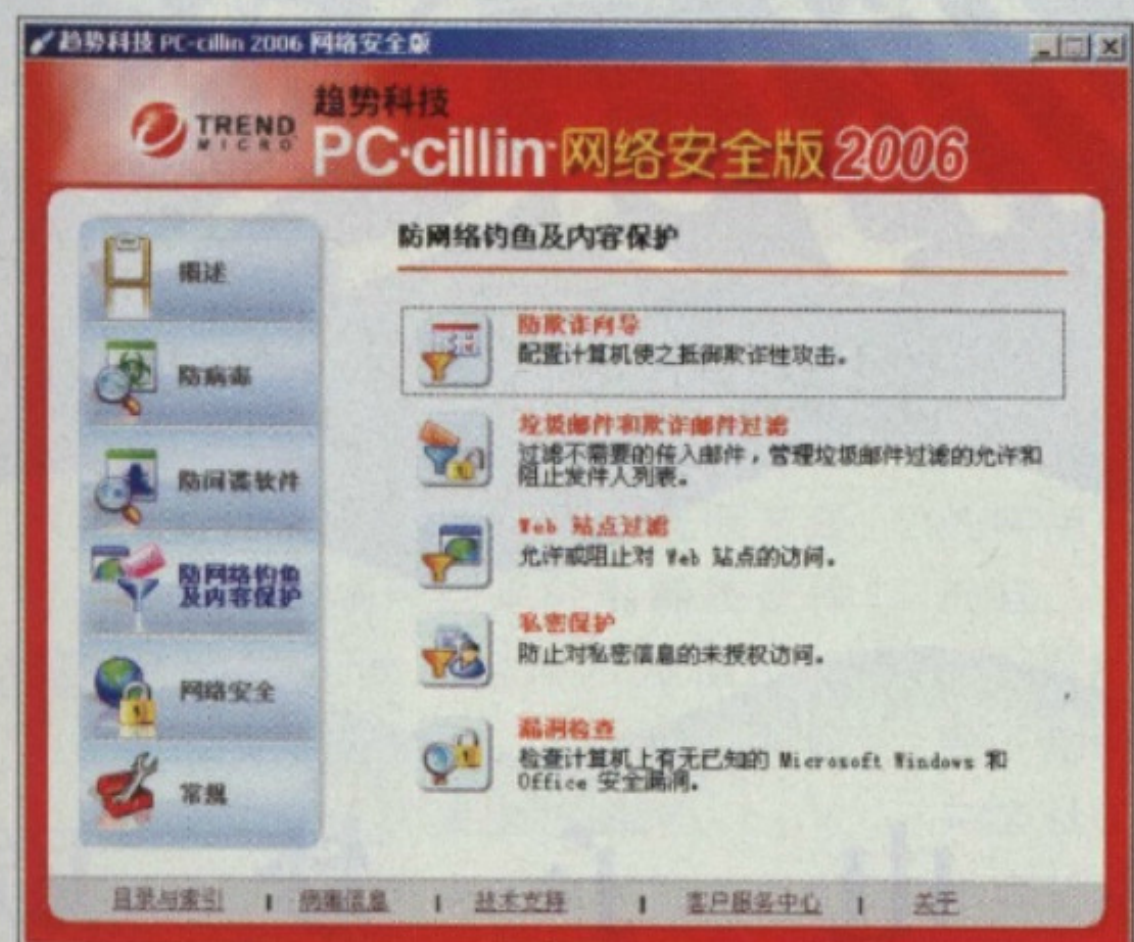 趋势科技 PC-cillin 2006 网络安全版
TREND
MICRO
趋势科技
PC-cillin 网络安全版 2006
概述
防病毒
防间谍软件
防网络钓鱼
及内容保护
网络安全
常规
防网络钓鱼及内容保护
防欺诈向导
配置计算机使之抵御欺诈性攻击。
垃圾邮件和欺诈邮件过滤
过滤不需要的传入邮件，管理垃圾邮件过滤的允许和
阻止发件人列表。
Web 站点过滤
允许或阻止对 Web 站点的访问。
私密保护
防止对私密信息的未授权访问。
漏洞检查
检查计算机上有无已知的 Microsoft Windows 和
Office 安全漏洞。
目录与索引 | 病毒信息 | 技术支持 | 客户服务中心 | 关于